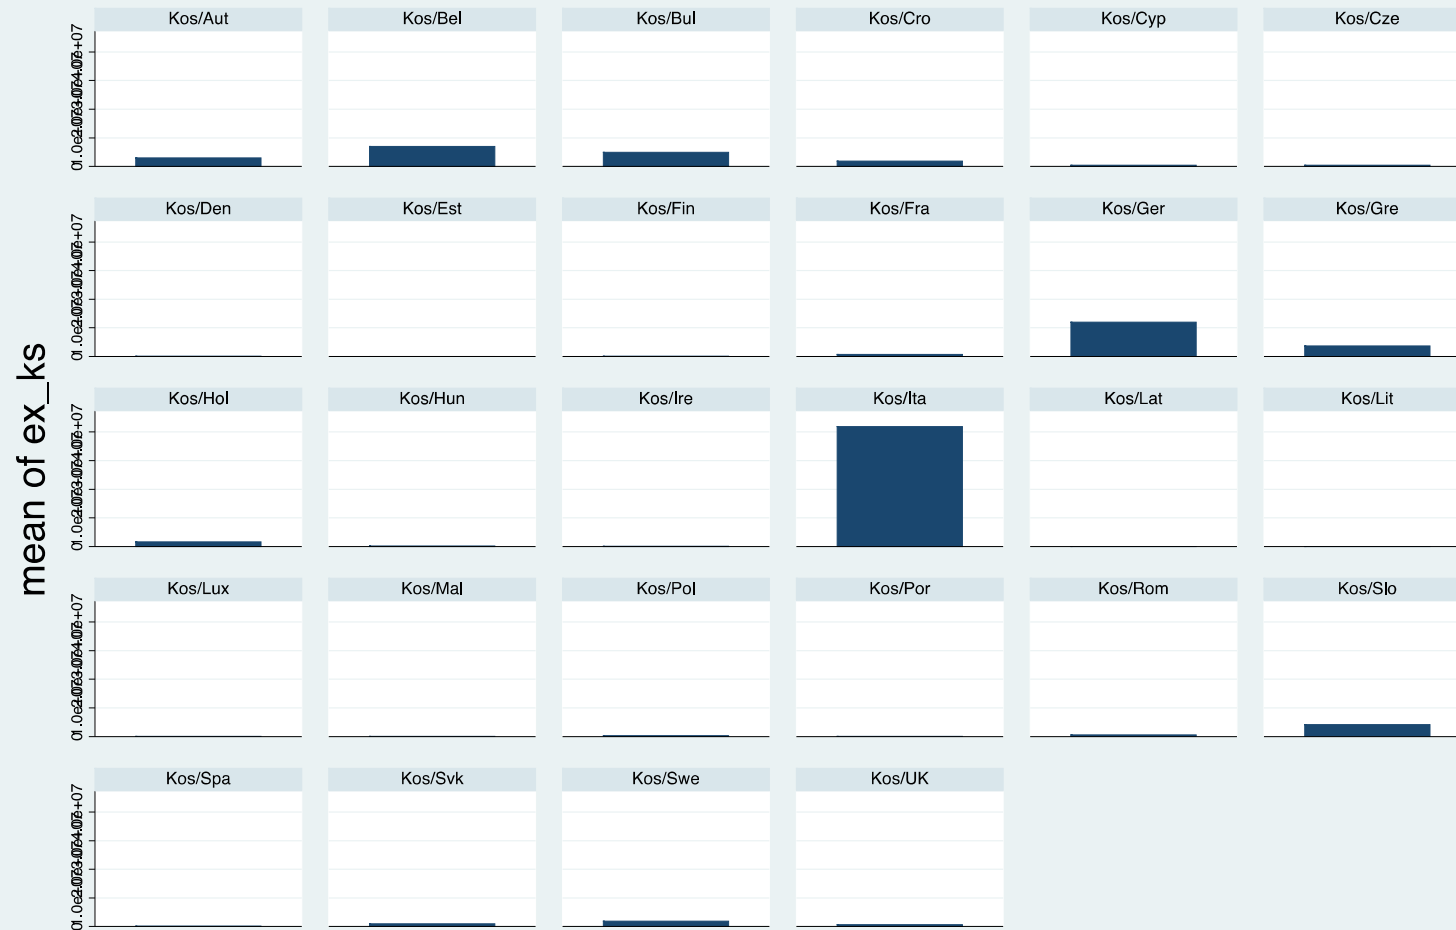 Kos/Aut Kos/Bel Kos/Bul Kos/Cro Kos/Cyp Kos/Cze
Kos/Den Kos/Est Kos/Fin Kos/Fra Kos/Ger Kos/Gre
Kos/Hol Kos/Hun Kos/Ire Kos/Ita Kos/Lat Kos/Lit
Kos/Lux Kos/Mal Kos/Pol Kos/Por Kos/Rom Kos/Slo
Kos/Spa Kos/Svk Kos/Swe Kos/UK
mean of ex_ks